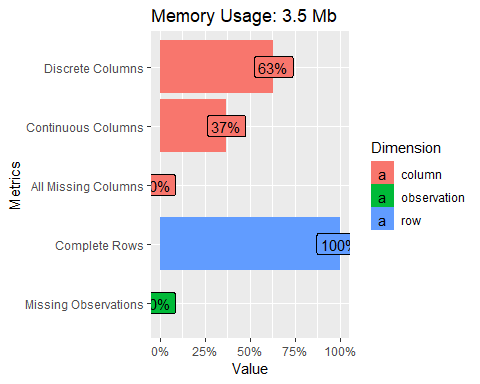 Memory Usage: 3.5 Mb
Metrics
Discrete Columns
63%
Continuous Columns
37%
All Missing Columns
0%
Complete Rows
100%
Missing Observations
0%
0% 25% 50% 75% 100%
Value
Dimension
a column
a observation
a row